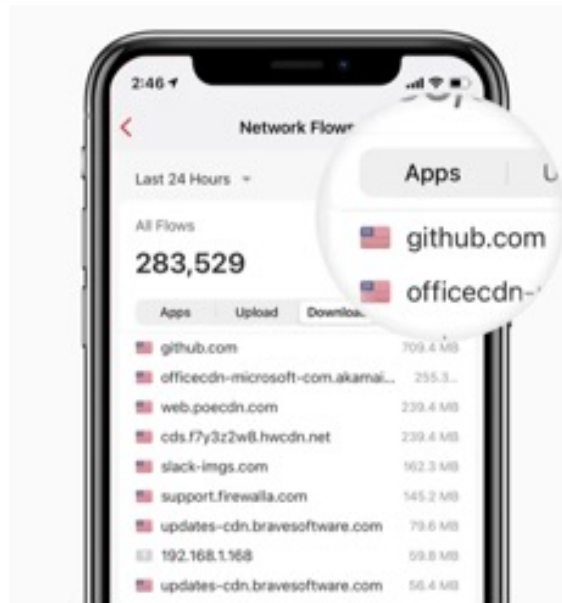 2:46
Network Flows
Last 24 Hours
All Flows
283,529
Apps Upload Download
github.com 709.4 MB
officecdn-microsoft-com.akamai... 255.3...
web.poecdn.com 239.4 MB
cds.f7y3z2w8.hwcdn.net 239.4 MB
slack-imgs.com 162.3 MB
support.firewalla.com 145.2 MB
updates-cdn.bravesoftware.com 79.6 MB
192.168.1.168 59.8 MB
updates-cdn.bravesoftware.com 56.4 MB
Apps U
github.com
officecdn-